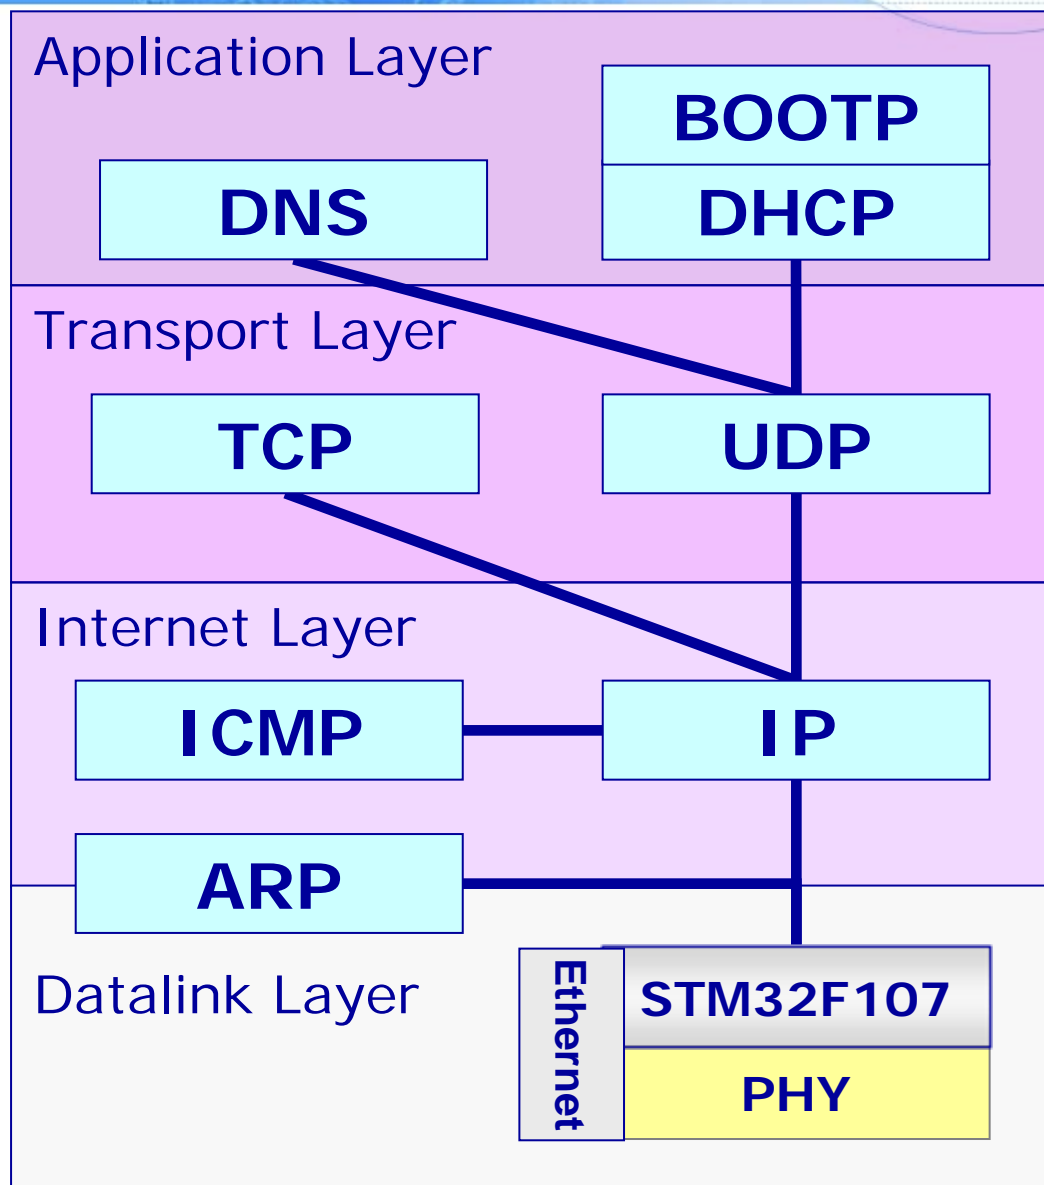 Application Layer
BOOTP
DNS
DHCP
Transport Layer
TCP
UDP
Internet Layer
ICMP
IP
ARP
Datalink Layer
Ethernet
STM32F107
PHY